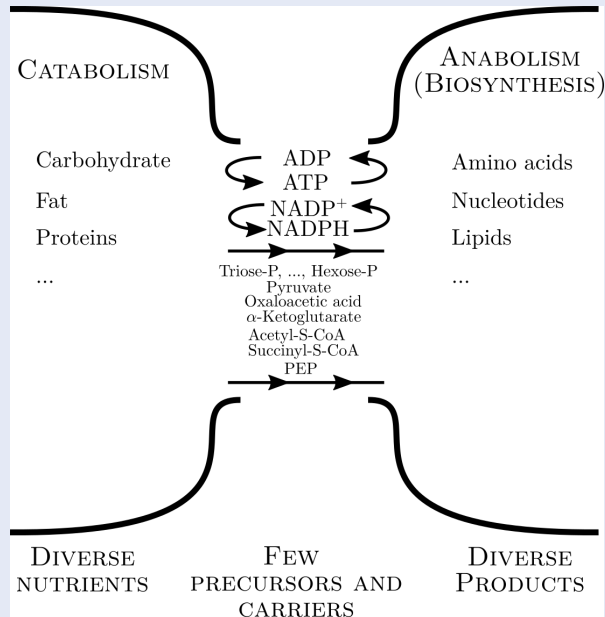 CATABOLISM
ANABOLISM
(BIOSYNTHESIS)
Carbohydrate
Fat
Proteins
...
ADP
ATP
NADP⁺
NADPH
Triose-P, ..., Hexose-P
Pyruvate
Oxaloacetic acid
α-Ketoglutarate
Acetyl-S-CoA
Succinyl-S-CoA
PEP
Amino acids
Nucleotides
Lipids
...
DIVERSE
NUTRIENTS
FEW
PRECURSORS AND
CARRIERS
DIVERSE
PRODUCTS